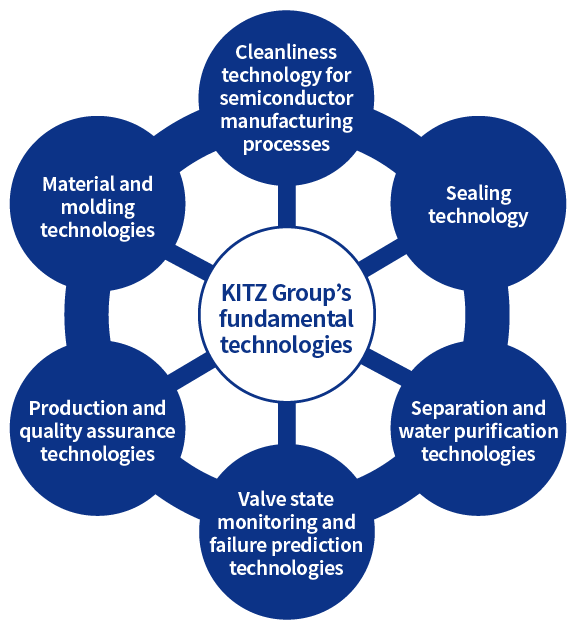 Cleanliness
technology for
semiconductor
manufacturing
processes
Material and
molding
technologies
Sealing
technology
KITZ Group’s
fundamental
technologies
Production and
quality assurance
technologies
Separation and
water purification
technologies
Valve state
monitoring and
failure prediction
technologies